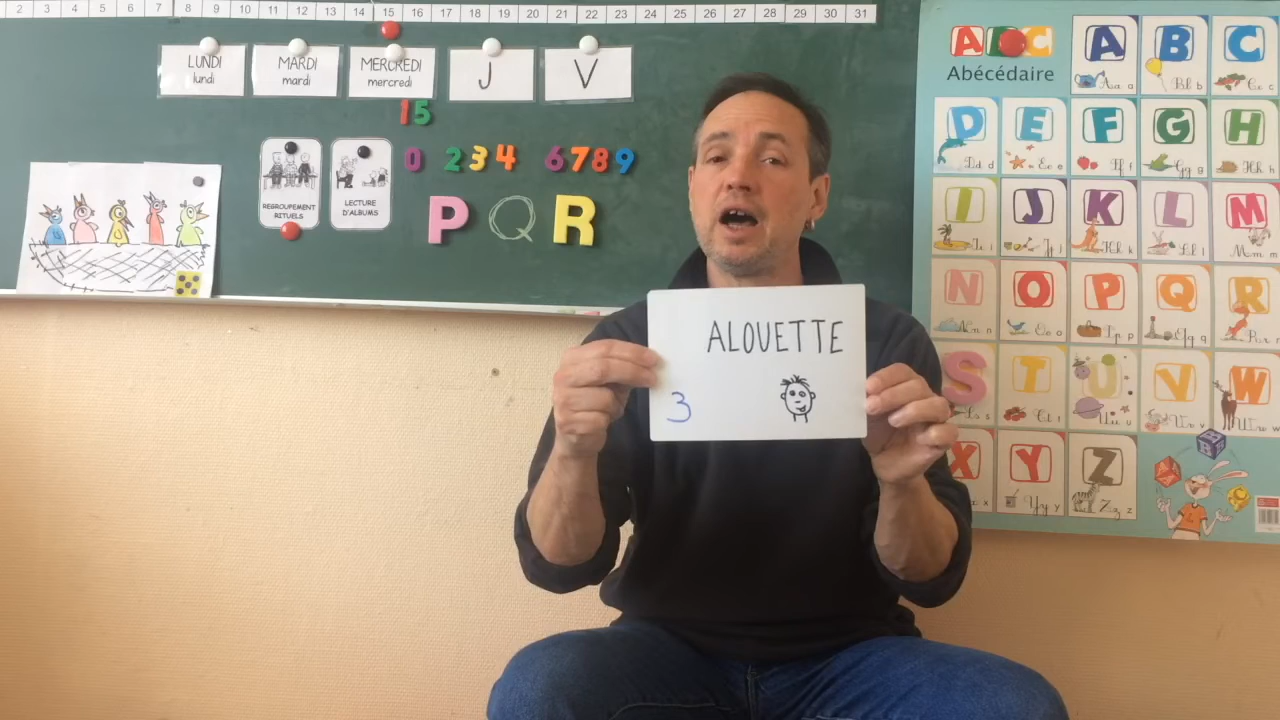 2 3 4 5 6 7 8 9 10 11 12 13 14 15 16 17 18 19 20 21 22 23 24 25 26 27 28 29 30 31
LUNDI
lundi
MARDI
mardi
MERCREDI
mercredi
J
V
15
0 2 3 4 6 7 8 9
REGROUPEMENT
RITUELS
LECTURE
D'ALBUMS
P Q R
ALOUETTE
3
ABC
Abécédaire
A B C
A a a B b b C c c
D E F G H
D d d E e e F f f G g g H h h
I J K L M
I i i J j j K k k L l l M m m
N O P Q R
N n n O o o P p p Q q q R r r
S T U V W
S s s T t t U u u V v v W w w
X Y Z
x Y y y Z z z